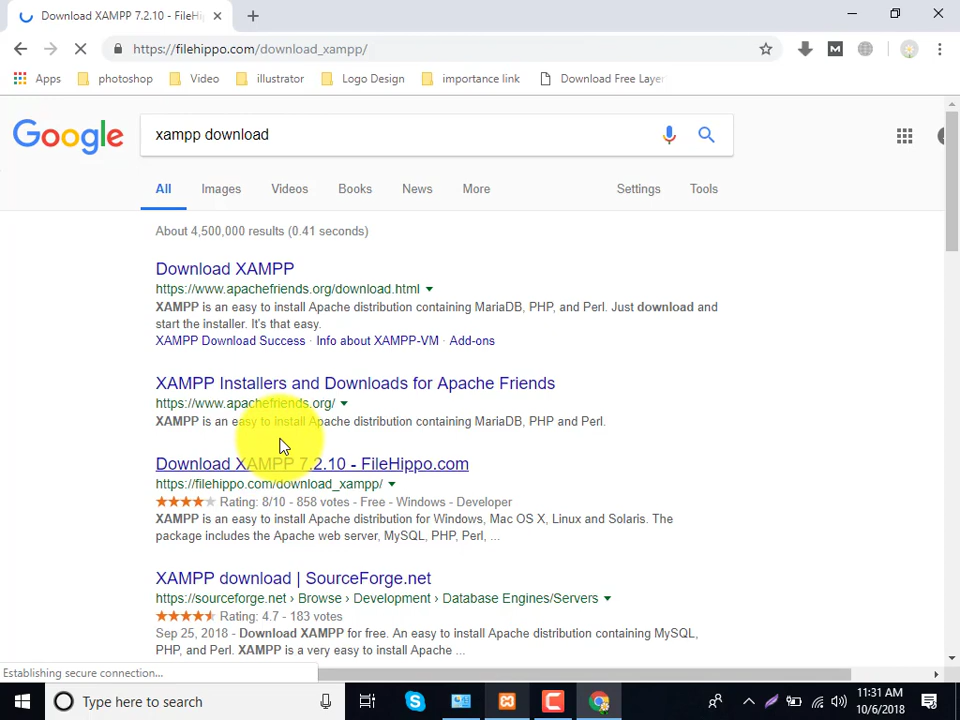 Download XAMPP 7.2.10 - FileHi
https://filehippo.com/download_xampp/
Apps photoshop Video illustrator Logo Design importance link Download Free Layer
Google
xampp download
All Images Videos Books News More Settings Tools
About 4,500,000 results (0.41 seconds)
Download XAMPP
https://www.apachefriends.org/download.html
XAMPP is an easy to install Apache distribution containing MariaDB, PHP, and Perl. Just download and
start the installer. It's that easy.
XAMPP Download Success · Info about XAMPP-VM · Add-ons
XAMPP Installers and Downloads for Apache Friends
https://www.apachefriends.org/
XAMPP is an easy to install Apache distribution containing MariaDB, PHP and Perl.
Download XAMPP 7.2.10 - FileHippo.com
https://filehippo.com/download_xampp/
Rating: 8/10 - 858 votes - Free - Windows - Developer
XAMPP is an easy to install Apache distribution for Windows, Mac OS X, Linux and Solaris. The
package includes the Apache web server, MySQL, PHP, Perl, ...
XAMPP download | SourceForge.net
https://sourceforge.net › Browse › Development › Database Engines/Servers
Rating: 4.7 - 183 votes
Sep 25, 2018 - Download XAMPP for free. An easy to install Apache distribution containing MySQL,
PHP, and Perl. XAMPP is a very easy to install Apache ...
Establishing secure connection...
Type here to search
11:31 AM
10/6/2018